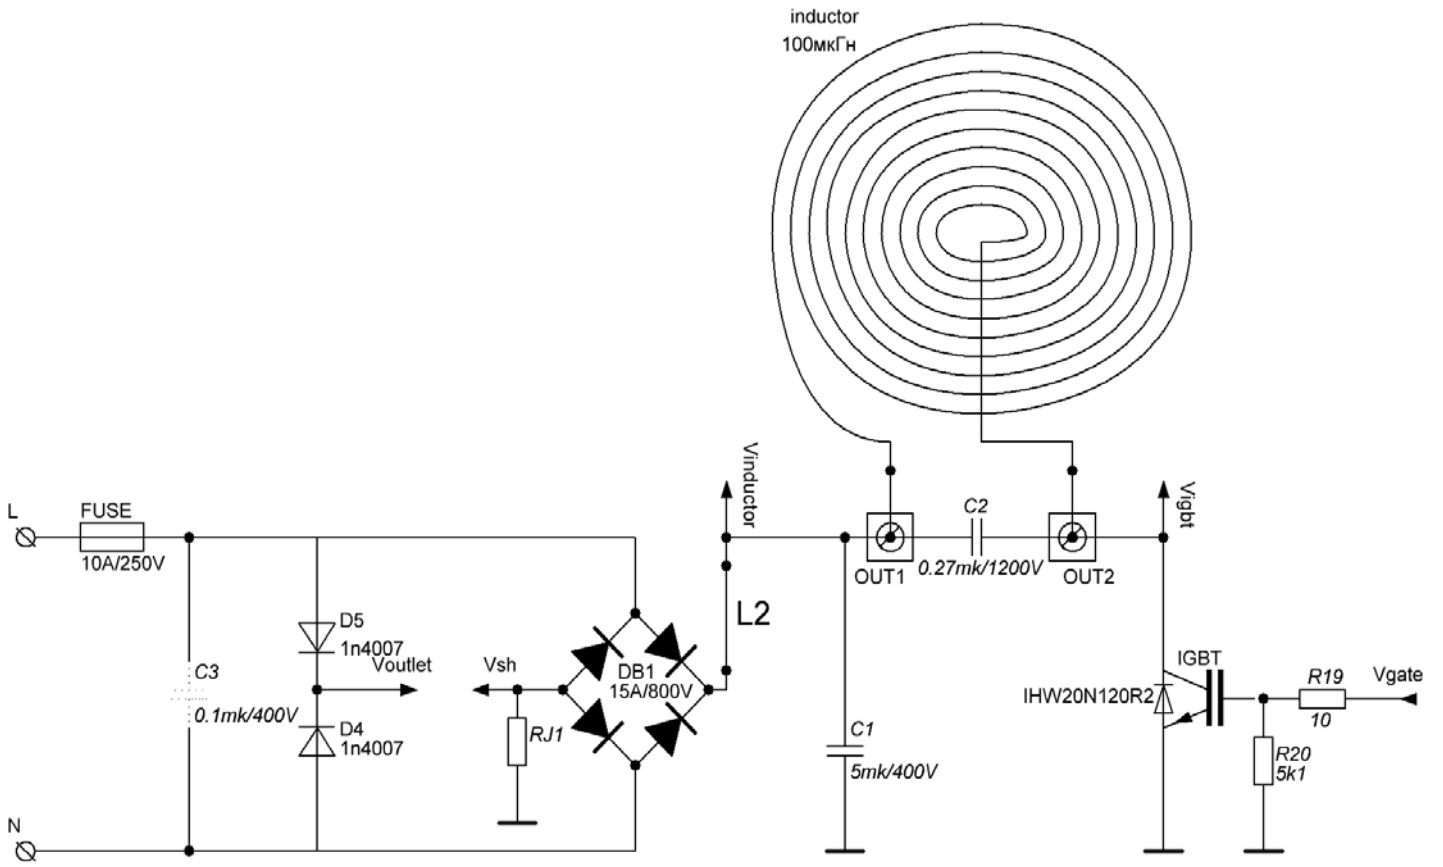 inductor
100мкГн
Vinductor
Vigbt
L
FUSE
10A/250V
C2
OUT1
0.27mk/1200V
OUT2
L2
D5
1n4007
Voutlet
Vsh
C3
0.1mk/400V
DB1
15A/800V
IGBT
IHW20N120R2
R19
10
Vgate
D4
1n4007
RJ1
C1
5mk/400V
R20
5k1
N